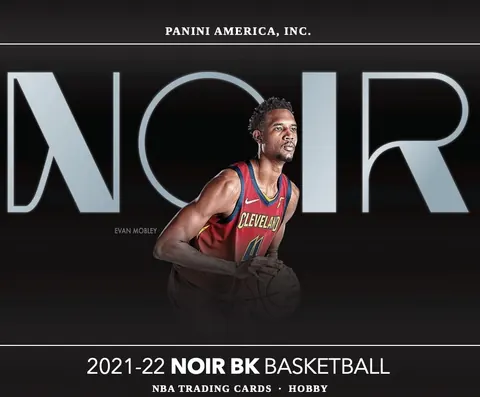 PANINI AMERICA, INC.
NOIR
CLEVELAND
EVAN MOBLEY
2021-22 NOIR BK BASKETBALL
NBA TRADING CARDS · HOBBY